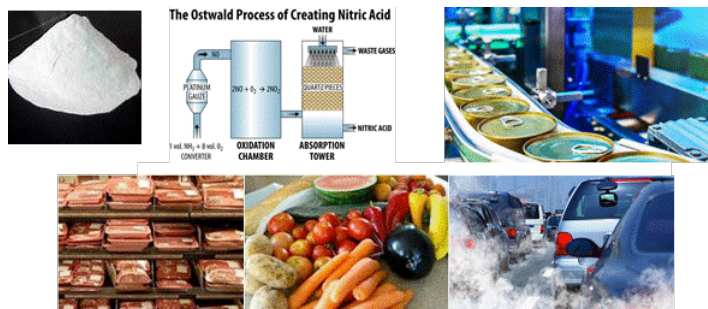 The Ostwald Process of Creating Nitric Acid
WATER
NO
WASTE GASES
PLATINUM
GAUZE
2NO + O₂ → 2NO₂
QUARTZ PIECES
NITRIC ACID
1 vol. NH₃ + 8 vol. O₂
CONVERTER
OXIDATION
CHAMBER
ABSORPTION
TOWER